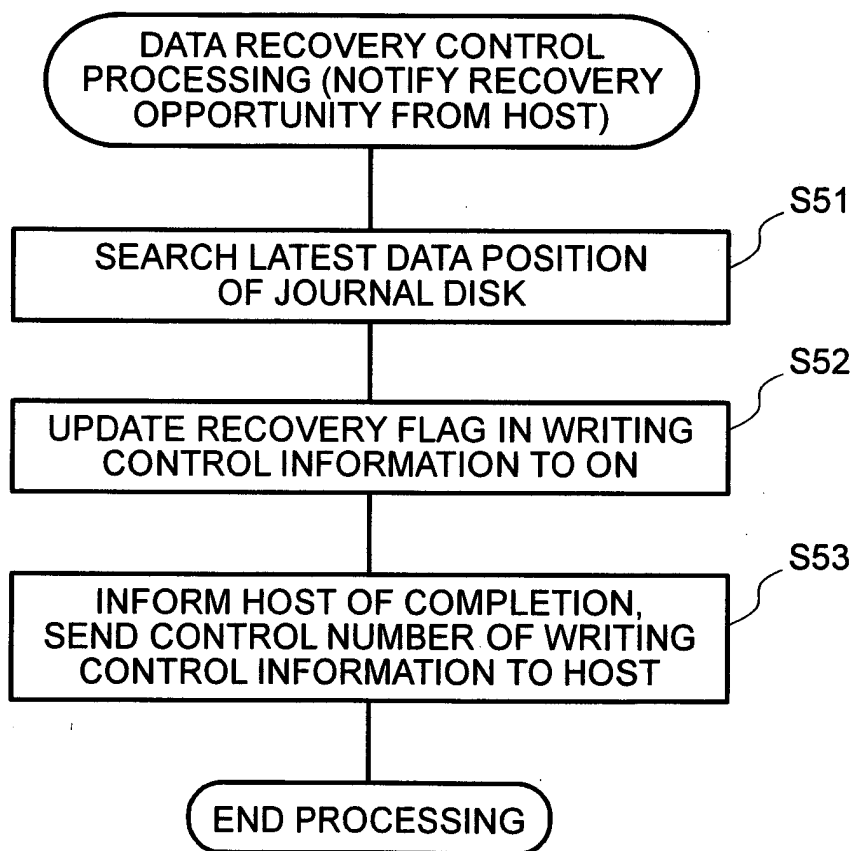 DATA RECOVERY CONTROL
PROCESSING (NOTIFY RECOVERY
OPPORTUNITY FROM HOST)
S51
SEARCH LATEST DATA POSITION
OF JOURNAL DISK
S52
UPDATE RECOVERY FLAG IN WRITING
CONTROL INFORMATION TO ON
S53
INFORM HOST OF COMPLETION,
SEND CONTROL NUMBER OF WRITING
CONTROL INFORMATION TO HOST
END PROCESSING